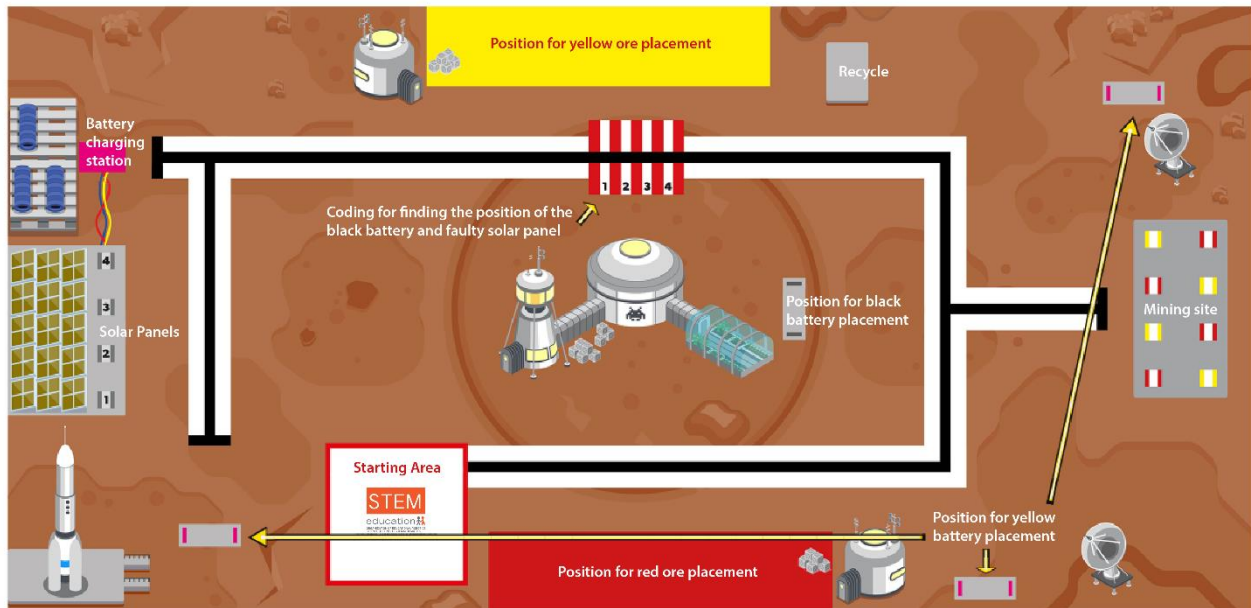 Position for yellow ore placement
Recycle
Battery
charging
station
1 2 3 4
Coding for finding the position of the
black battery and faulty solar panel
4
3
Solar Panels
2
1
Position for black
battery placement
Mining site
Starting Area
STEM
education
Position for yellow
battery placement
Position for red ore placement